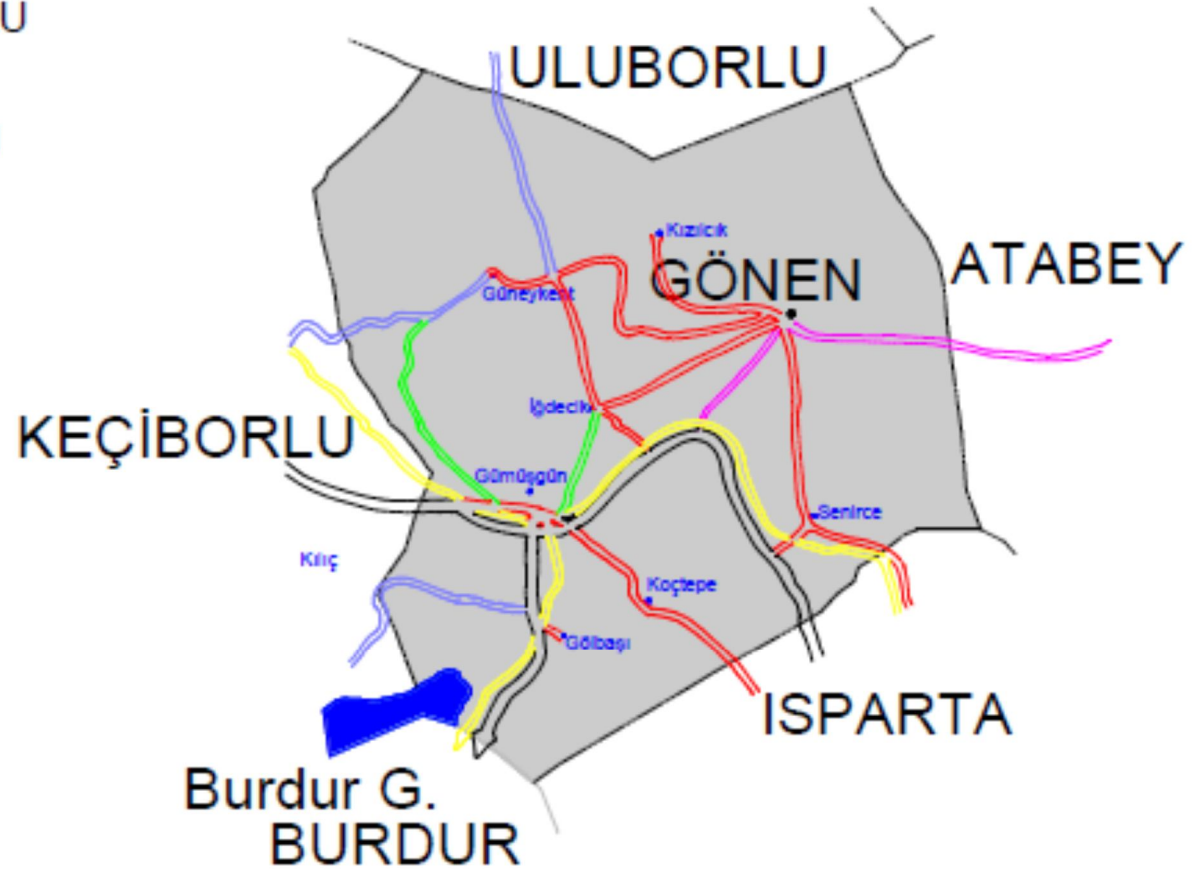 U
ULUBORLU
Kızılcık
GÖNEN
ATABEY
Güneykent
İğdecik
KEÇİBORLU
Gümüşgün
Senirce
Kılıç
Koçtepe
Gölbaşı
ISPARTA
Burdur G.
BURDUR